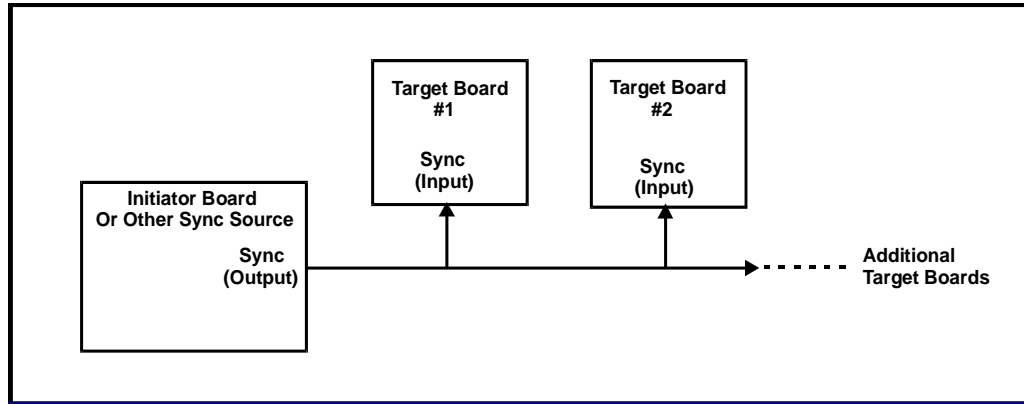 Target Board
#1
Sync
(Input)
Target Board
#2
Sync
(Input)
Initiator Board
Or Other Sync Source
Sync
(Output)
Additional
Target Boards